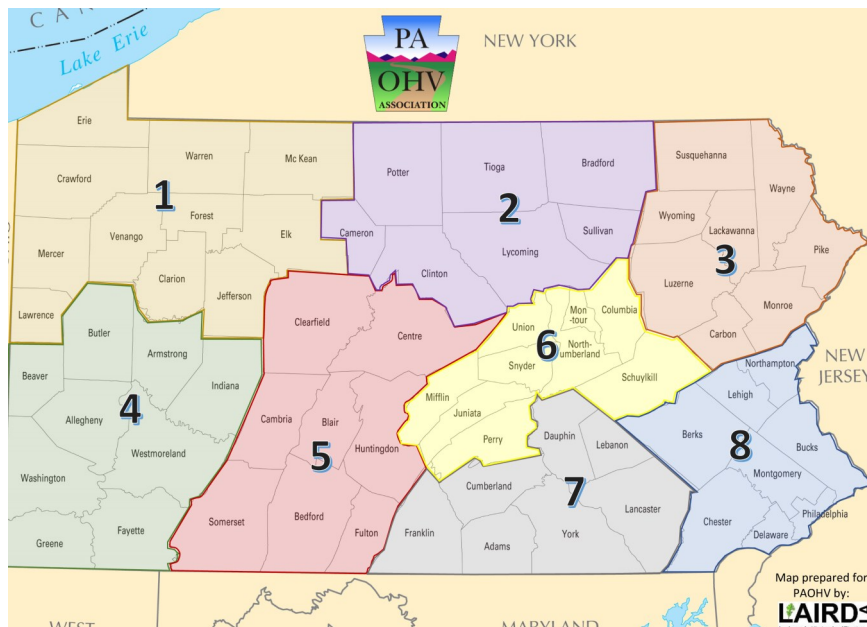 CAN
Lake Erie
PA
OHV
ASSOCIATION
NEW YORK
Erie
Crawford
Warren
Mc Kean
Mercer
Venango
Forest
Elk
Clarion
Jefferson
Lawrence
1
Potter
Tioga
Bradford
Cameron
Clinton
Lycoming
Sullivan
2
Susquehanna
Wayne
Wyoming
Lackawanna
Pike
Luzerne
Monroe
Carbon
3
Butler
Armstrong
Beaver
Indiana
Allegheny
Westmoreland
Washington
Greene
Fayette
4
Clearfield
Centre
Cambria
Blair
Huntingdon
Somerset
Bedford
Fulton
5
Union
Mon
-tour
Columbia
North-
umberland
Snyder
Schuylkill
Mifflin
Juniata
Perry
6
Dauphin
Lebanon
Cumberland
Lancaster
Franklin
Adams
York
7
Northampton
Lehigh
Berks
Bucks
Montgomery
Chester
Delaware
Philadelphia
8
NEW
JERSEY
WEST
MARYLAND
Map prepared for
PAOHV by:
LAIRD